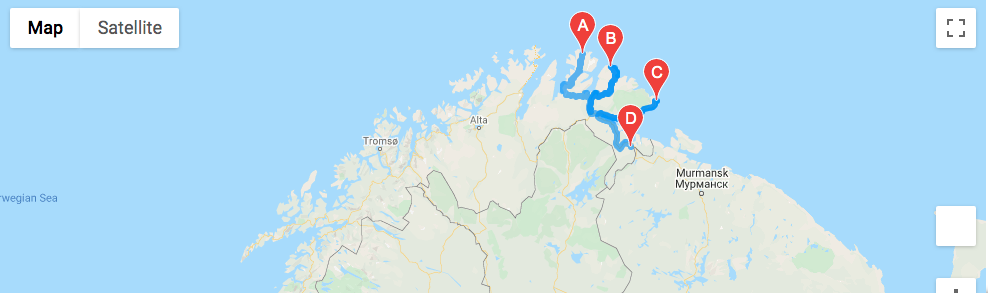 Map
Satellite
A
B
C
D
Alta
Tromsø
Murmansk
Мурманск
rwegian Sea